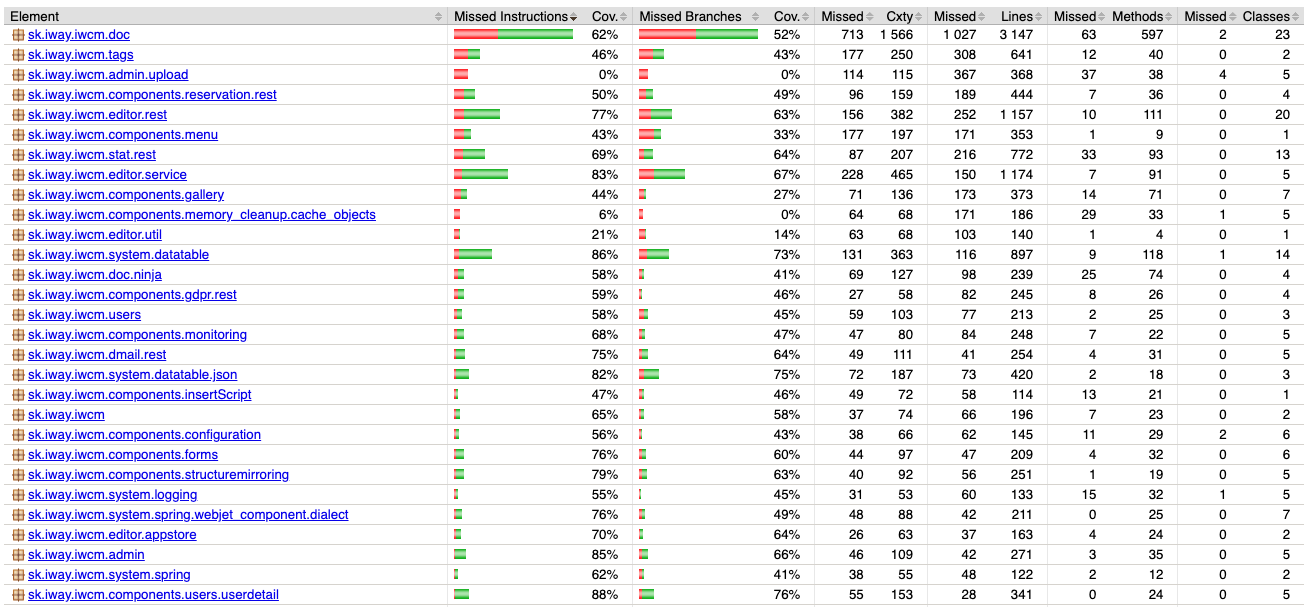 Element Missed Instructions Cov. Missed Branches Cov. Missed Cxty Missed Lines Missed Methods Missed Classes
sk.iway.iwcm.doc 62% 52% 713 1 566 1 027 3 147 63 597 2 23
sk.iway.iwcm.tags 46% 43% 177 250 308 641 12 40 0 2
sk.iway.iwcm.admin.upload 0% 0% 114 115 367 368 37 38 4 5
sk.iway.iwcm.components.reservation.rest 50% 49% 96 159 189 444 7 36 0 4
sk.iway.iwcm.editor.rest 77% 63% 156 382 252 1 157 10 111 0 20
sk.iway.iwcm.components.menu 43% 33% 177 197 171 353 1 9 0 1
sk.iway.iwcm.stat.rest 69% 64% 87 207 216 772 33 93 0 13
sk.iway.iwcm.editor.service 83% 67% 228 465 150 1 174 7 91 0 5
sk.iway.iwcm.components.gallery 44% 27% 71 136 173 373 14 71 0 7
sk.iway.iwcm.components.memory_cleanup.cache_objects 6% 0% 64 68 171 186 29 33 1 5
sk.iway.iwcm.editor.util 21% 14% 63 68 103 140 1 4 0 1
sk.iway.iwcm.system.datatable 86% 73% 131 363 116 897 9 118 1 14
sk.iway.iwcm.doc.ninja 58% 41% 69 127 98 239 25 74 0 4
sk.iway.iwcm.components.gdpr.rest 59% 46% 27 58 82 245 8 26 0 4
sk.iway.iwcm.users 58% 45% 59 103 77 213 2 25 0 3
sk.iway.iwcm.components.monitoring 68% 47% 47 80 84 248 7 22 0 5
sk.iway.iwcm.dmail.rest 75% 64% 49 111 41 254 4 31 0 5
sk.iway.iwcm.system.datatable.json 82% 75% 72 187 73 420 2 18 0 3
sk.iway.iwcm.components.insertScript 47% 46% 49 72 58 114 13 21 0 1
sk.iway.iwcm 65% 58% 37 74 66 196 7 23 0 2
sk.iway.iwcm.components.configuration 56% 43% 38 66 62 145 11 29 2 6
sk.iway.iwcm.components.forms 76% 60% 44 97 47 209 4 32 0 6
sk.iway.iwcm.components.structuremirroring 79% 63% 40 92 56 251 1 19 0 5
sk.iway.iwcm.system.logging 55% 45% 31 53 60 133 15 32 1 5
sk.iway.iwcm.system.spring.webjet_component.dialect 76% 49% 48 88 42 211 0 25 0 7
sk.iway.iwcm.editor.appstore 70% 64% 26 63 37 163 4 24 0 2
sk.iway.iwcm.admin 85% 66% 46 109 42 271 3 35 0 5
sk.iway.iwcm.system.spring 62% 41% 38 55 48 122 2 12 0 2
sk.iway.iwcm.components.users.userdetail 88% 76% 55 153 28 341 0 24 0 5